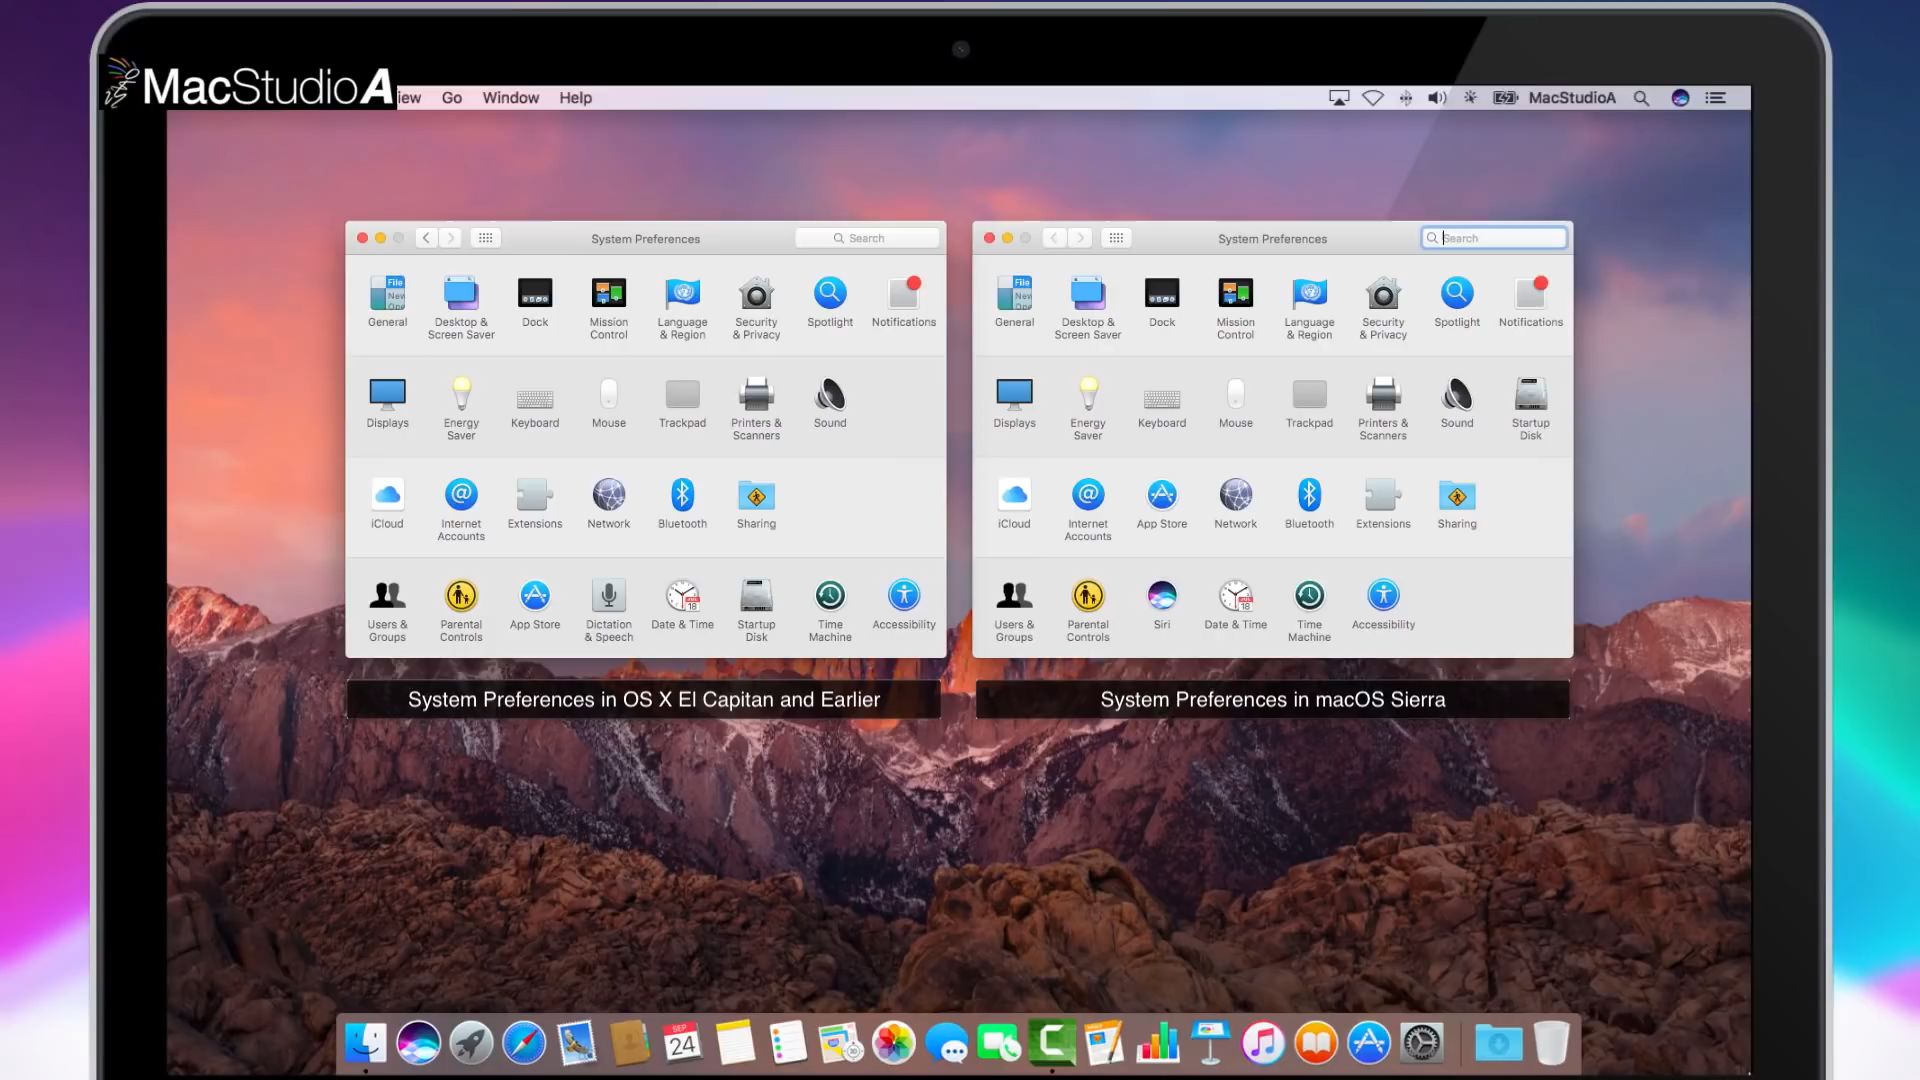 MacStudioA
iew Go Window Help MacStudioA
System Preferences Search
General Desktop & Screen Saver Dock Mission Control Language & Region Security & Privacy Spotlight Notifications
Displays Energy Saver Keyboard Mouse Trackpad Printers & Scanners Sound
iCloud Internet Accounts Extensions Network Bluetooth Sharing
Users & Groups Parental Controls App Store Dictation & Speech Date & Time Startup Disk Time Machine Accessibility
System Preferences in OS X El Capitan and Earlier
System Preferences Search
General Desktop & Screen Saver Dock Mission Control Language & Region Security & Privacy Spotlight Notifications
Displays Energy Saver Keyboard Mouse Trackpad Printers & Scanners Sound Startup Disk
iCloud Internet Accounts App Store Network Bluetooth Extensions Sharing
Users & Groups Parental Controls Siri Date & Time Time Machine Accessibility
System Preferences in macOS Sierra
SEP
24